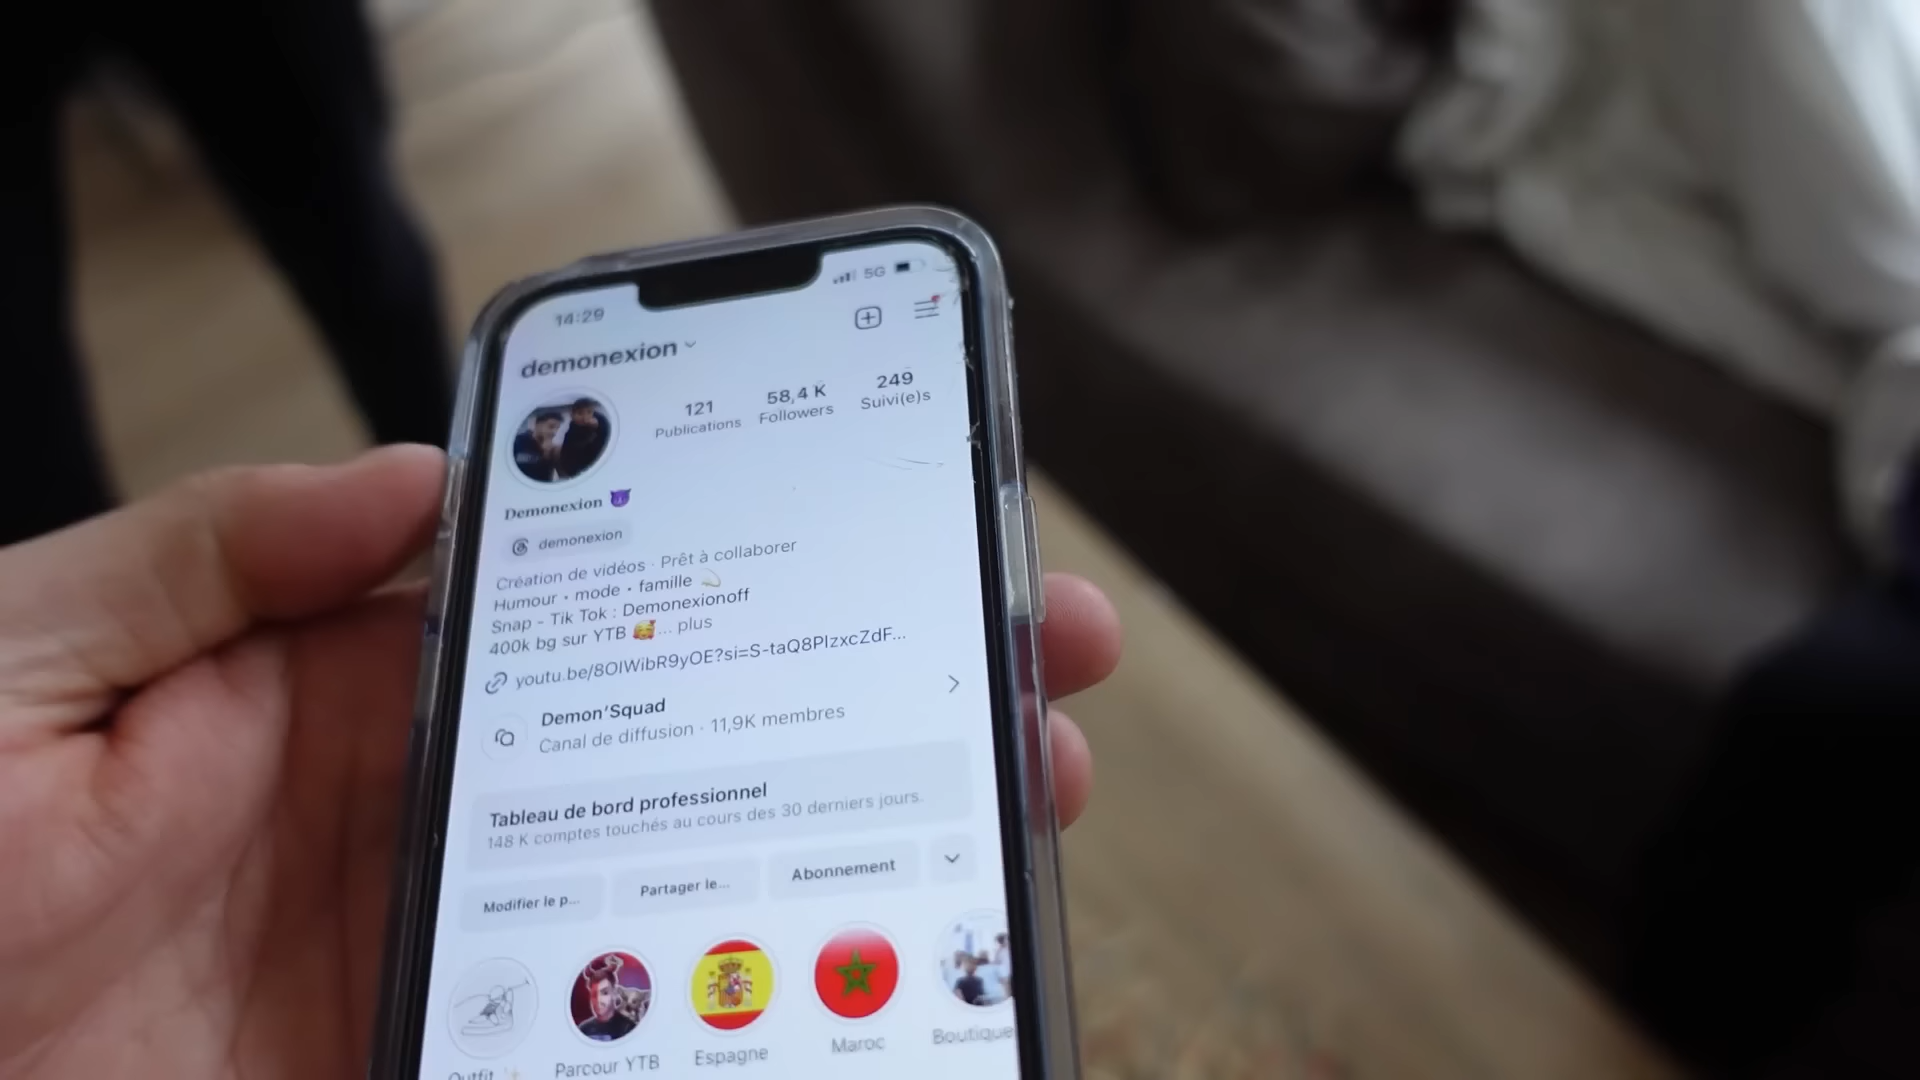 14:29 5G
demonexion
121 58,4 K 249
Publications Followers Suivi(e)s
Demonexion 😈
demonexion
Création de vidéos · Prêt à collaborer
Humour • mode • famille 💫
Snap - Tik Tok : Demonexionoff
400k bg sur YTB 🥰... plus
youtu.be/8OIWibR9yOE?si=S-taQ8PIzxcZdF...
Demon'Squad
Canal de diffusion · 11,9K membres
Tableau de bord professionnel
148 K comptes touchés au cours des 30 derniers jours.
Modifier le p... Partager le... Abonnement
Outfit ✨ Parcour YTB Espagne Maroc Boutique